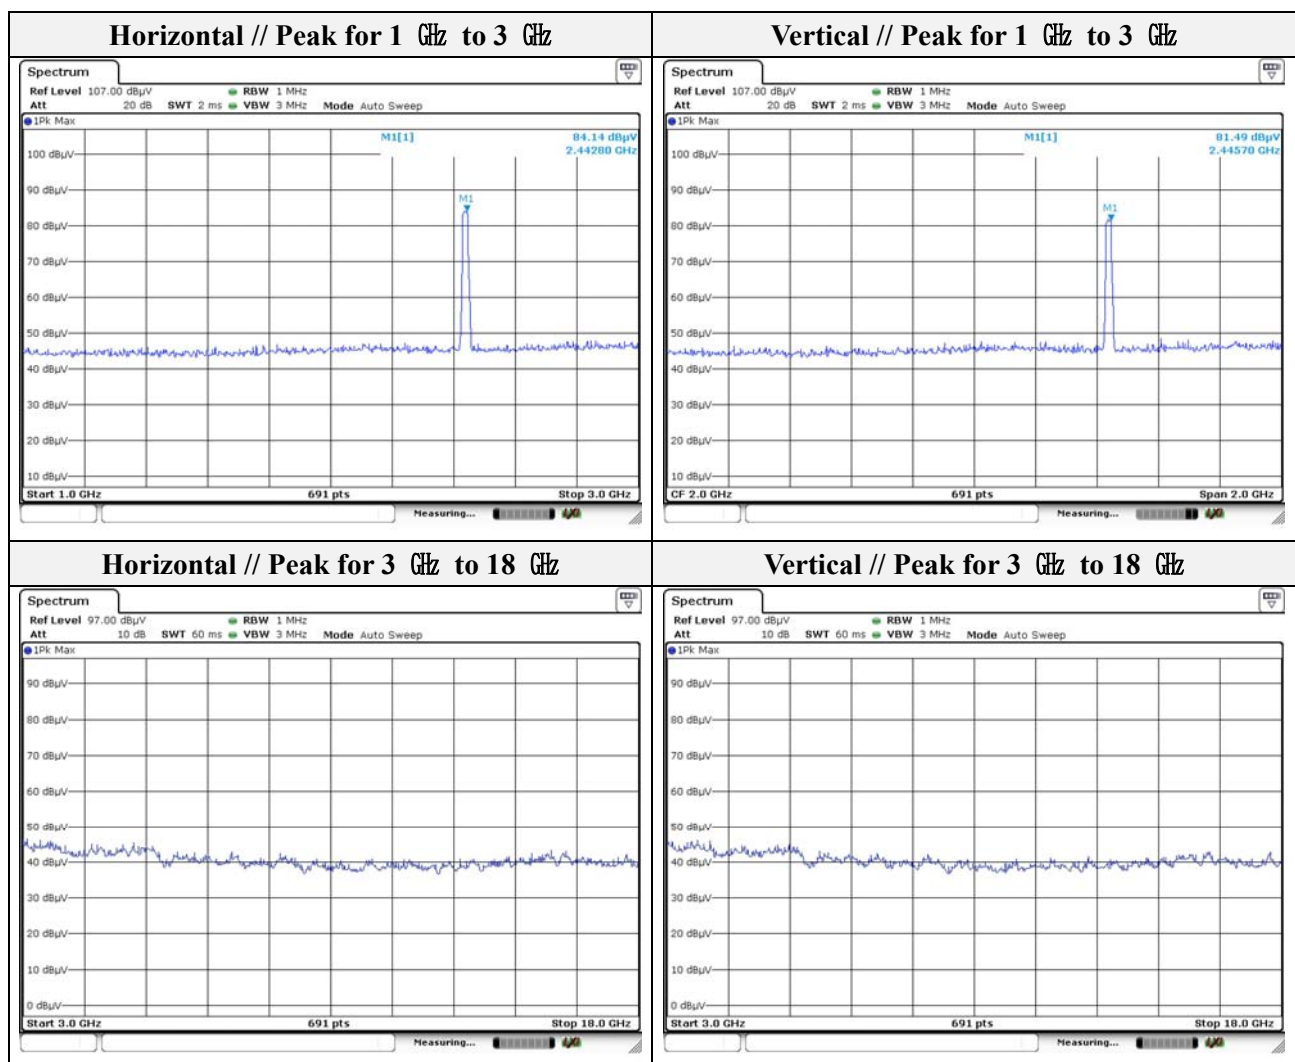 Horizontal // Peak for 1 ㎓ to 3 ㎓
Spectrum
Ref Level 107.00 dBµV RBW 1 MHz
Att 20 dB SWT 2 ms VBW 3 MHz Mode Auto Sweep
1Pk Max
M1[1] 84.14 dBµV
2.44280 GHz
100 dBµV
90 dBµV
M1
80 dBµV
70 dBµV
60 dBµV
50 dBµV
40 dBµV
30 dBµV
20 dBµV
10 dBµV
Start 1.0 GHz 691 pts Stop 3.0 GHz
Measuring...
Vertical // Peak for 1 ㎓ to 3 ㎓
Spectrum
Ref Level 107.00 dBµV RBW 1 MHz
Att 20 dB SWT 2 ms VBW 3 MHz Mode Auto Sweep
1Pk Max
M1[1] 81.49 dBµV
2.44570 GHz
100 dBµV
90 dBµV
M1
80 dBµV
70 dBµV
60 dBµV
50 dBµV
40 dBµV
30 dBµV
20 dBµV
10 dBµV
CF 2.0 GHz 691 pts Span 2.0 GHz
Measuring...
Horizontal // Peak for 3 ㎓ to 18 ㎓
Spectrum
Ref Level 97.00 dBµV RBW 1 MHz
Att 10 dB SWT 60 ms VBW 3 MHz Mode Auto Sweep
1Pk Max
90 dBµV
80 dBµV
70 dBµV
60 dBµV
50 dBµV
40 dBµV
30 dBµV
20 dBµV
10 dBµV
0 dBµV
Start 3.0 GHz 691 pts Stop 18.0 GHz
Measuring...
Vertical // Peak for 3 ㎓ to 18 ㎓
Spectrum
Ref Level 97.00 dBµV RBW 1 MHz
Att 10 dB SWT 60 ms VBW 3 MHz Mode Auto Sweep
1Pk Max
90 dBµV
80 dBµV
70 dBµV
60 dBµV
50 dBµV
40 dBµV
30 dBµV
20 dBµV
10 dBµV
0 dBµV
Start 3.0 GHz 691 pts Stop 18.0 GHz
Measuring...